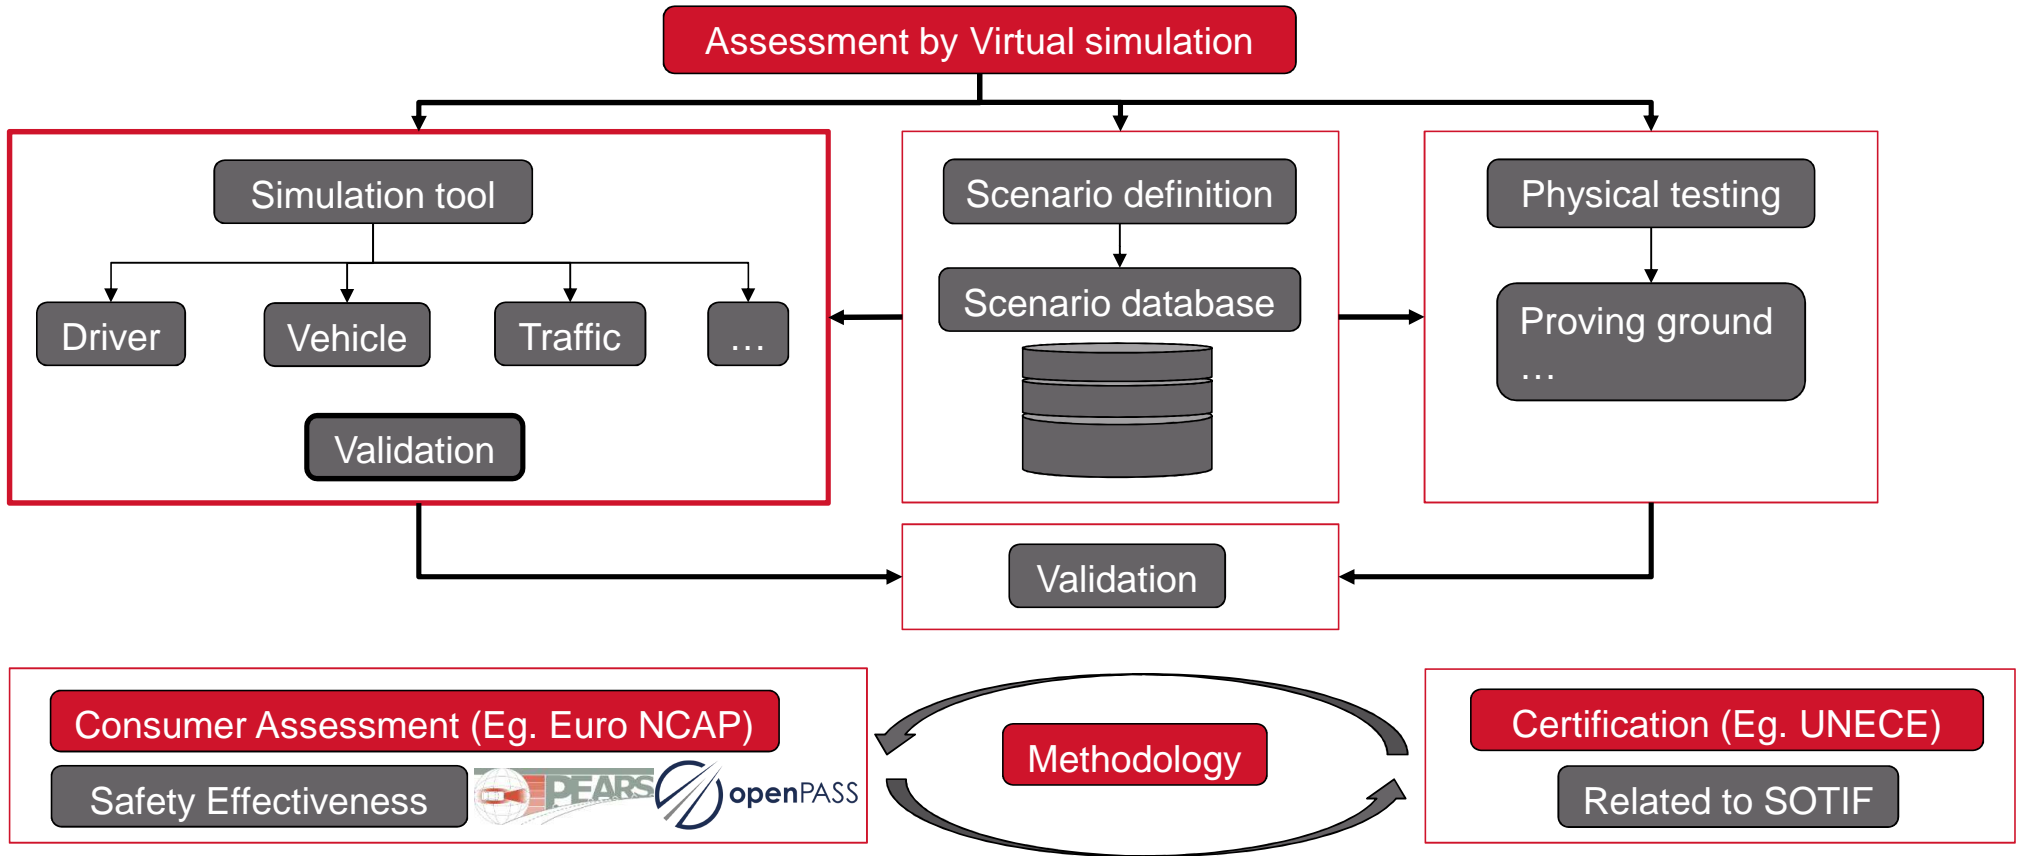 Assessment by Virtual simulation
Simulation tool
Driver
Vehicle
Traffic
…
Validation
Scenario definition
Scenario database
Physical testing
Proving ground
…
Validation
Consumer Assessment (Eg. Euro NCAP)
Safety Effectiveness
PEARS
openPASS
Methodology
Certification (Eg. UNECE)
Related to SOTIF